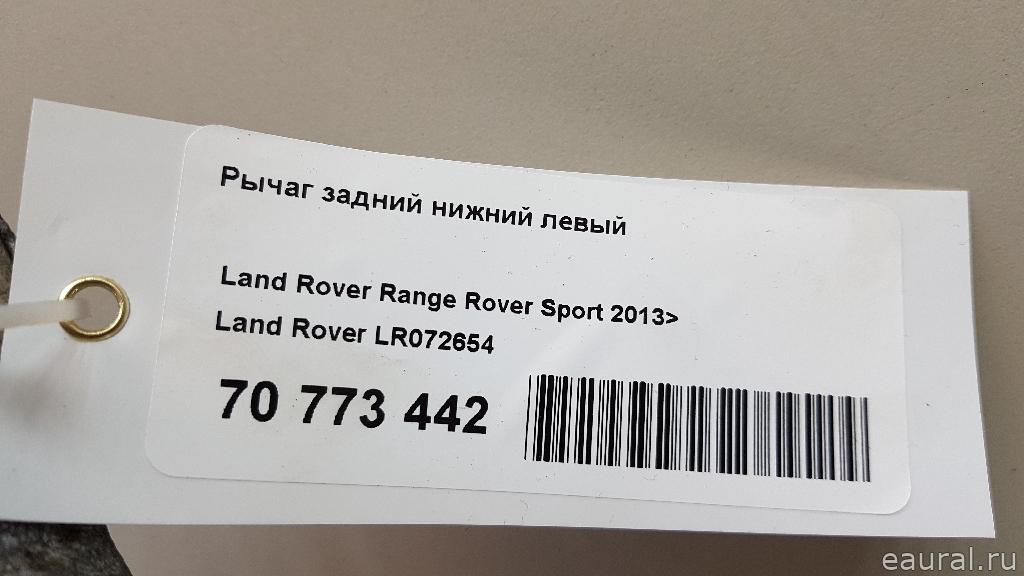 Рычаг задний нижний левый
Land Rover Range Rover Sport 2013>
Land Rover LR072654
70 773 442
eaural.ru